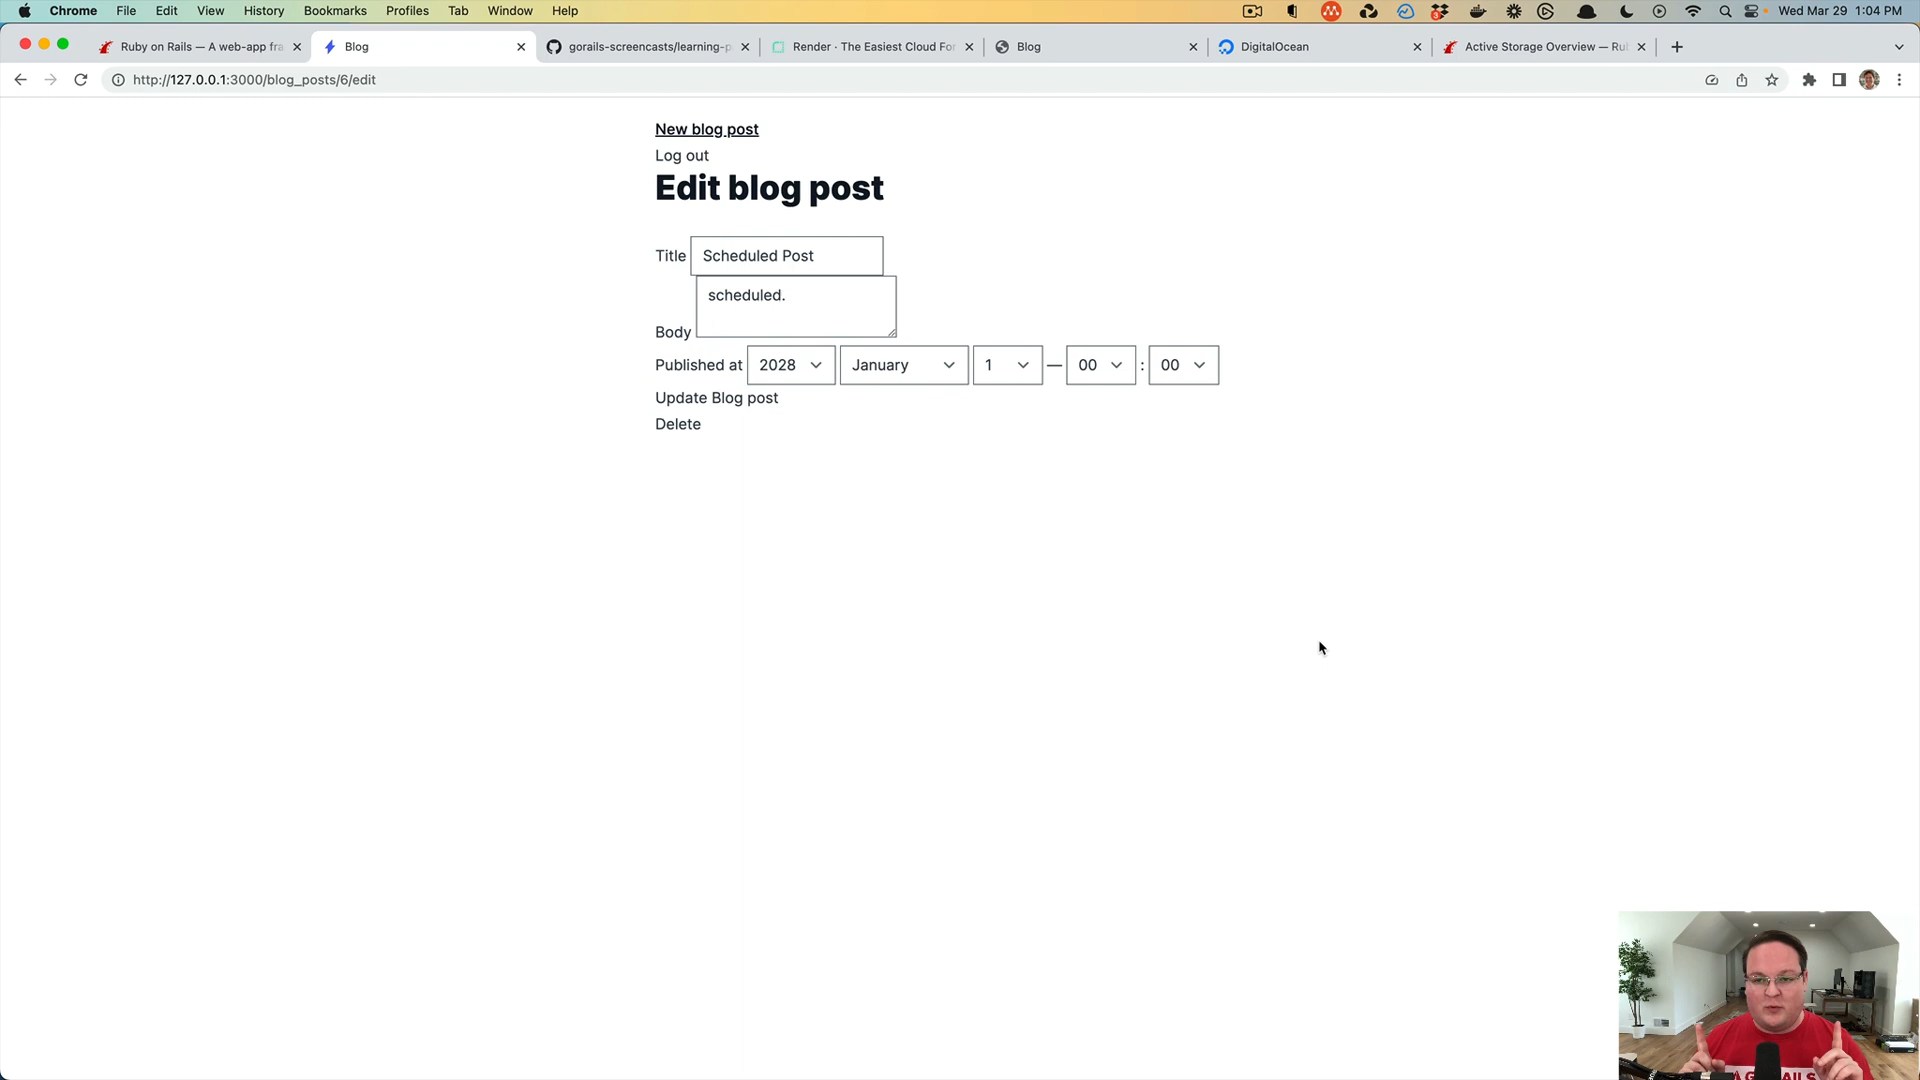 Chrome File Edit View History Bookmarks Profiles Tab Window Help Wed Mar 29 1:04 PM
Ruby on Rails — A web-app fra Blog gorails-screencasts/learning-p Render · The Easiest Cloud For Blog DigitalOcean Active Storage Overview — Ru
http://127.0.0.1:3000/blog_posts/6/edit
New blog post
Log out
Edit blog post
Title Scheduled Post
scheduled.
Body
Published at 2028 January 1 — 00 : 00
Update Blog post
Delete